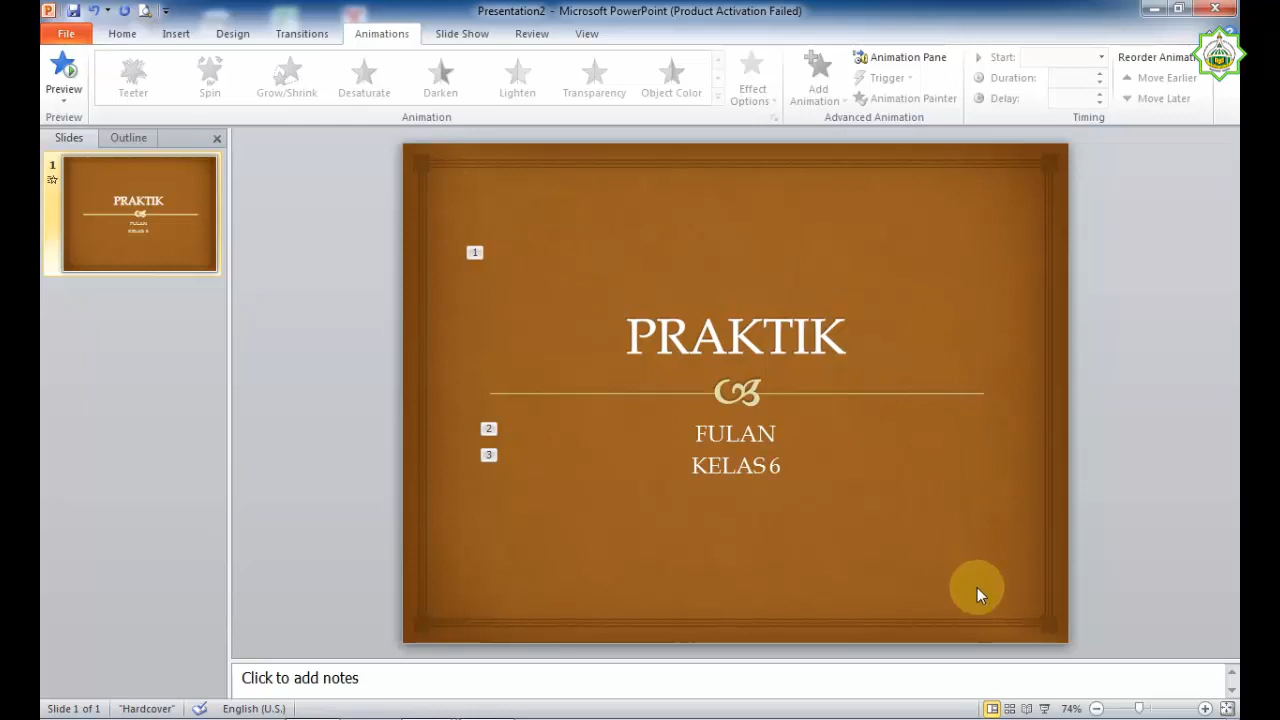 Presentation2 - Microsoft PowerPoint (Product Activation Failed)
File Home Insert Design Transitions Animations Slide Show Review View
Preview
Preview
Teeter Spin Grow/Shrink Desaturate Darken Lighten Transparency Object Color
Animation
Effect Options
Add Animation
Animation Pane
Trigger
Animation Painter
Advanced Animation
Start:
Duration:
Delay:
Timing
Reorder
Move Earlier
Move Later
Slides Outline
1
PRAKTIK
FULAN
KELAS 6
1
PRAKTIK
2
FULAN
3
KELAS 6
Click to add notes
Slide 1 of 1 "Hardcover" English (U.S.) 74%